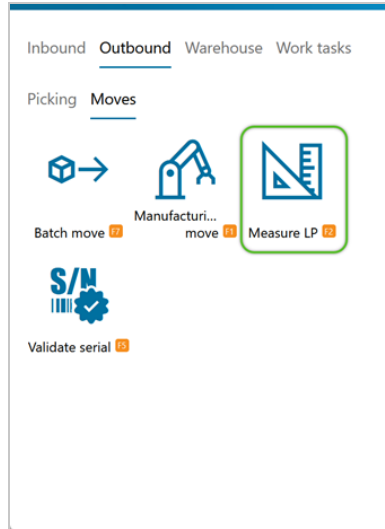 Inbound Outbound Warehouse Work tasks
Picking Moves
Batch move F7
Manufacturi...
move F1
Measure LP F2
S/N
Validate serial F5